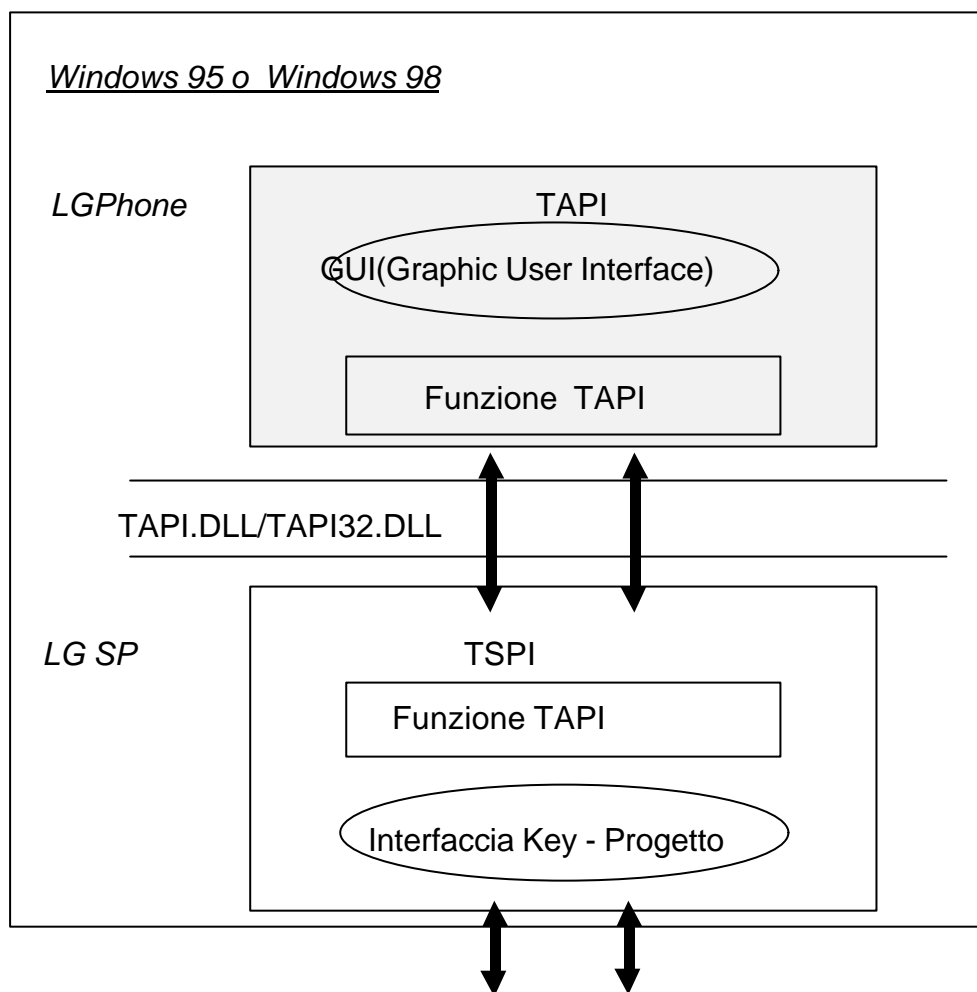 Windows 95 o  Windows 98
LGPhone
TAPI
GUI(Graphic User Interface)
Funzione  TAPI
TAPI.DLL/TAPI32.DLL
LG SP
TSPI
Funzione TAPI
Interfaccia Key - Progetto